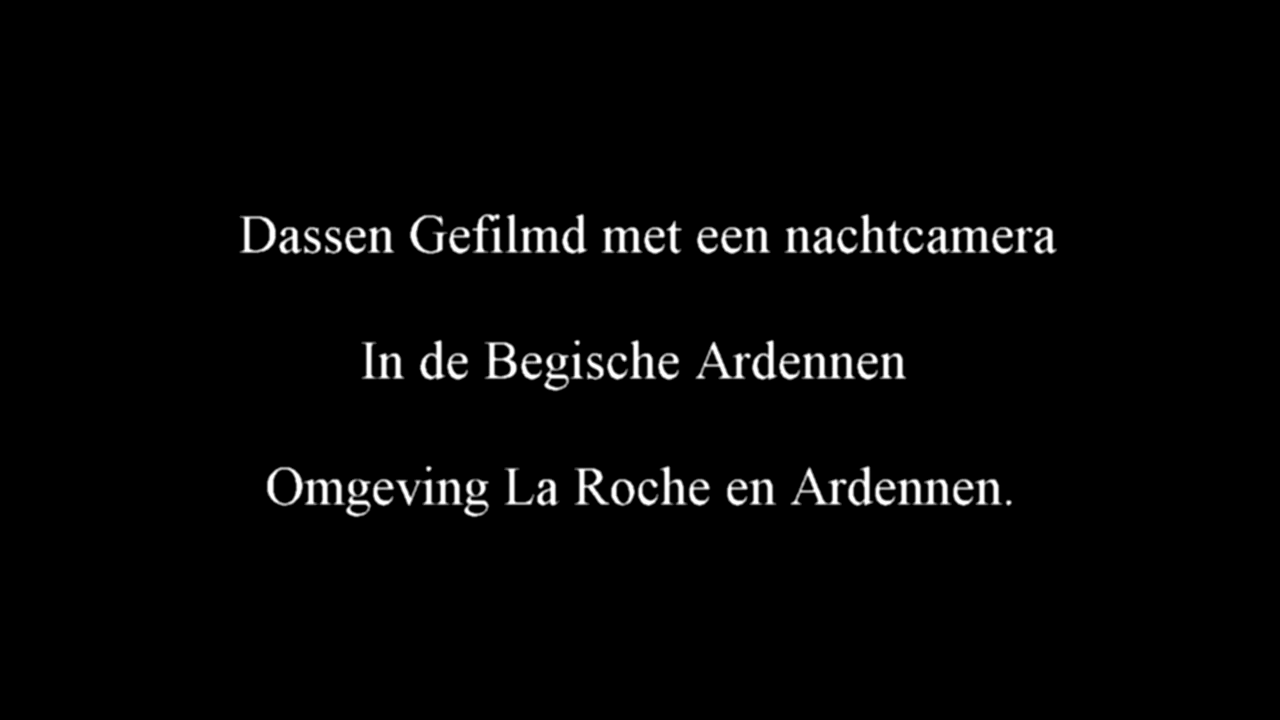 Dassen Gefilmd met een nachtcamera
In de Begische Ardennen
Omgeving La Roche en Ardennen.